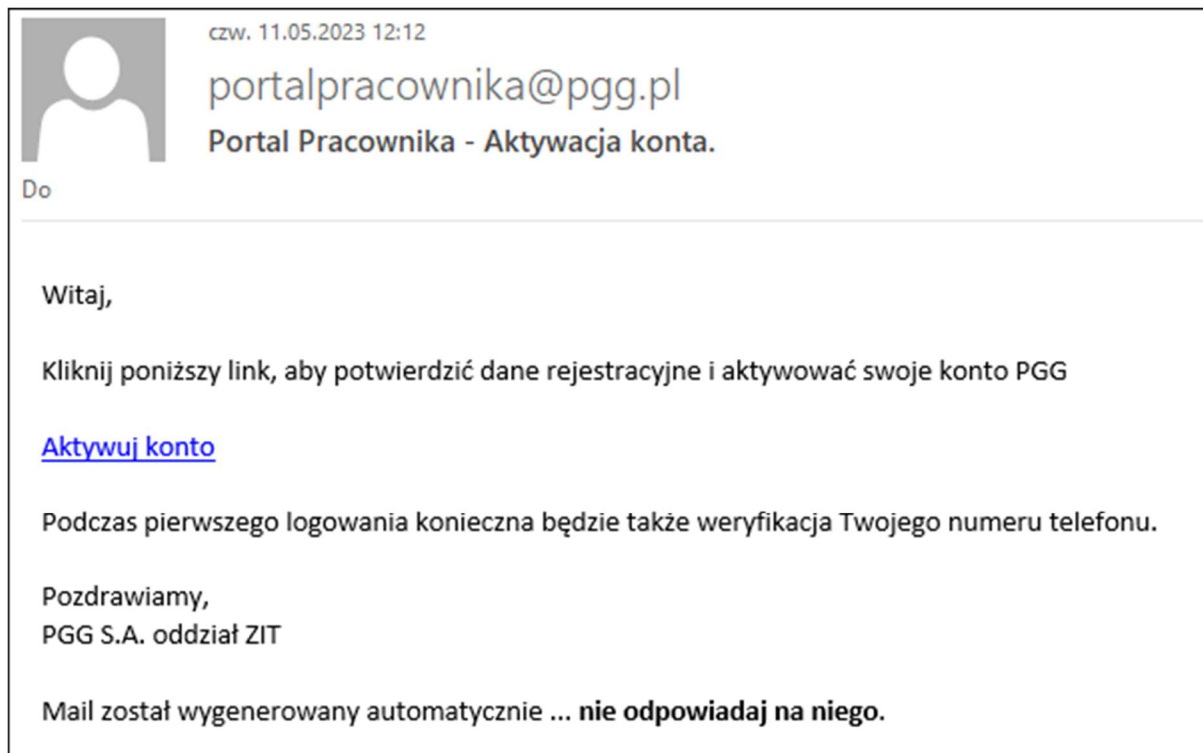 czw. 11.05.2023 12:12
portalpracownika@pgg.pl
Portal Pracownika - Aktywacja konta.
Do
Witaj,
Kliknij poniższy link, aby potwierdzić dane rejestracyjne i aktywować swoje konto PGG
Aktywuj konto
Podczas pierwszego logowania konieczna będzie także weryfikacja Twojego numeru telefonu.
Pozdrawiamy,
PGG S.A. oddział ZIT
Mail został wygenerowany automatycznie ... nie odpowiadaj na niego.